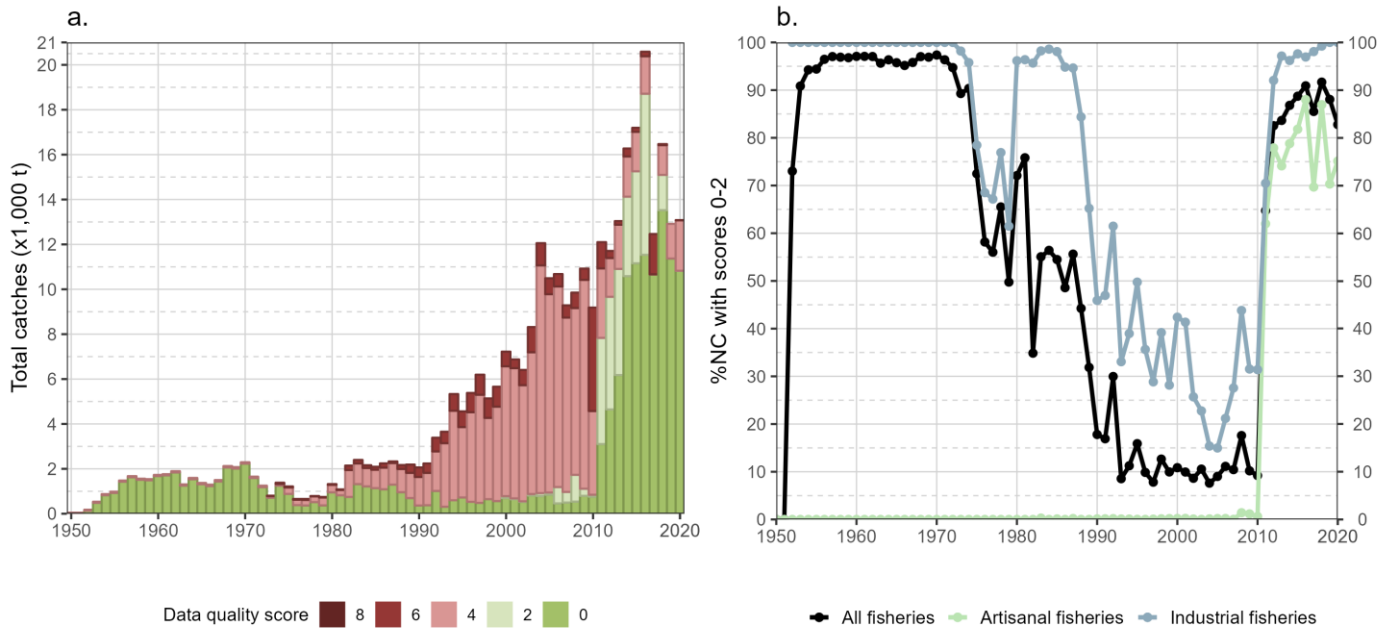 a.
Total catches (x1,000 t)
21
20
18
16
14
12
10
8
6
4
2
0
1950 1960 1970 1980 1990 2000 2010 2020
Data quality score 8 6 4 2 0
b.
%NC with scores 0-2
100 100
90 90
80 80
70 70
60 60
50 50
40 40
30 30
20 20
10 10
0 0
1950 1960 1970 1980 1990 2000 2010 2020
All fisheries Artisanal fisheries Industrial fisheries